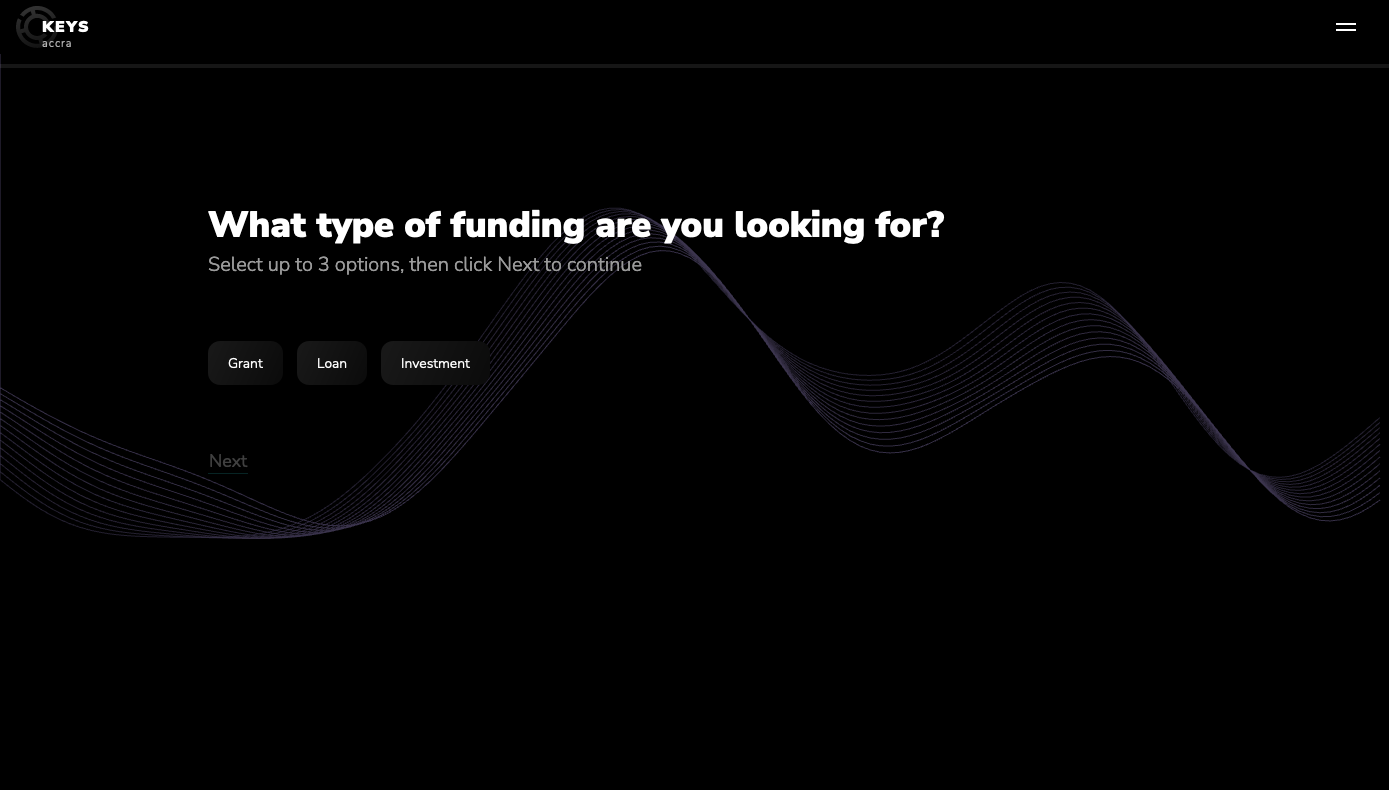 KEYS
accra
What type of funding are you looking for?
Select up to 3 options, then click Next to continue
Grant Loan Investment
Next